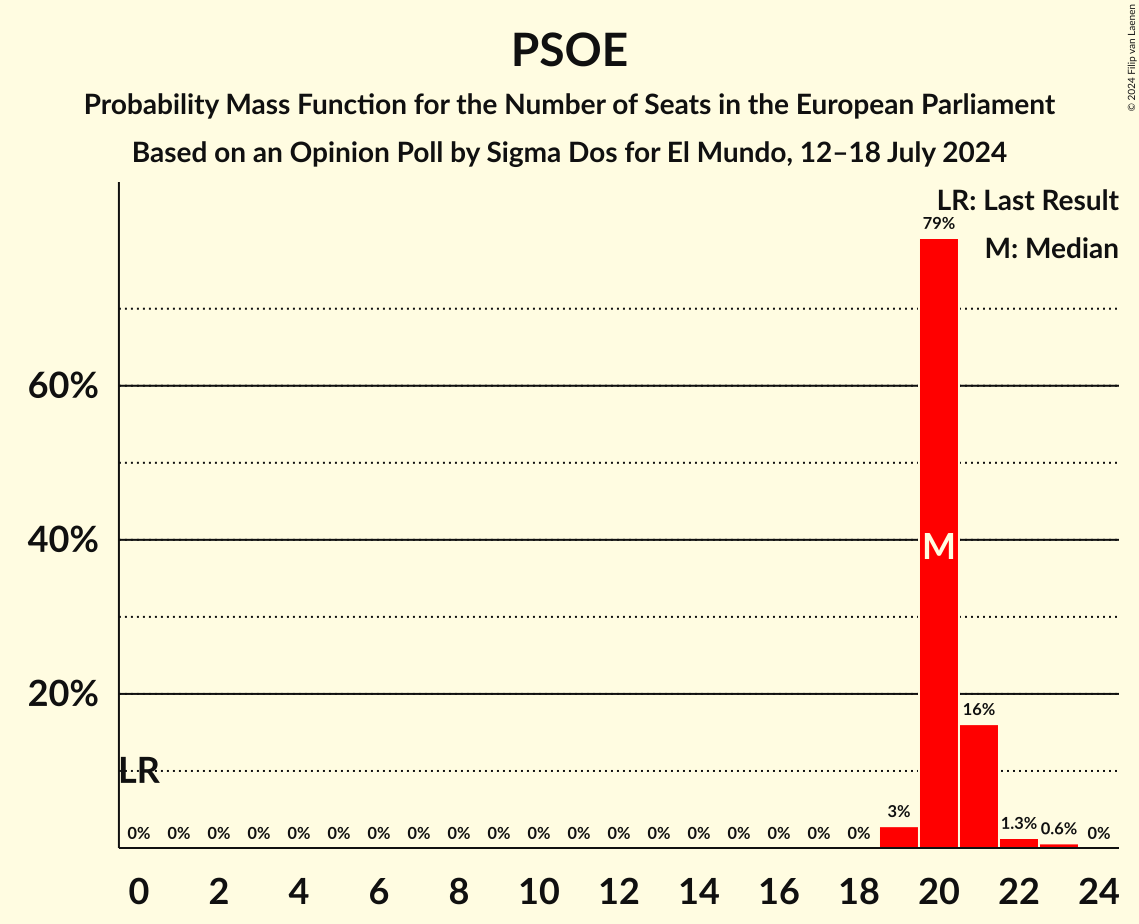 PSOE
Probability Mass Function for the Number of Seats in the European Parliament
Based on an Opinion Poll by Sigma Dos for El Mundo, 12–18 July 2024
© 2024 Filip van Laenen
LR: Last Result
M: Median
79%
60%
40%
M
20%
16%
LR
3%
1.3%
0.6%
0% 0% 0% 0% 0% 0% 0% 0% 0% 0% 0% 0% 0% 0% 0% 0% 0% 0% 0% 0%
0 2 4 6 8 10 12 14 16 18 20 22 24